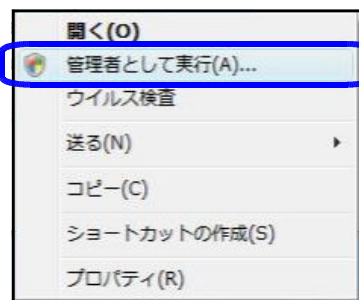 開く(O)
管理者として実行(A)...
ウイルス検査
送る(N)
コピー(C)
ショートカットの作成(S)
プロパティ(R)